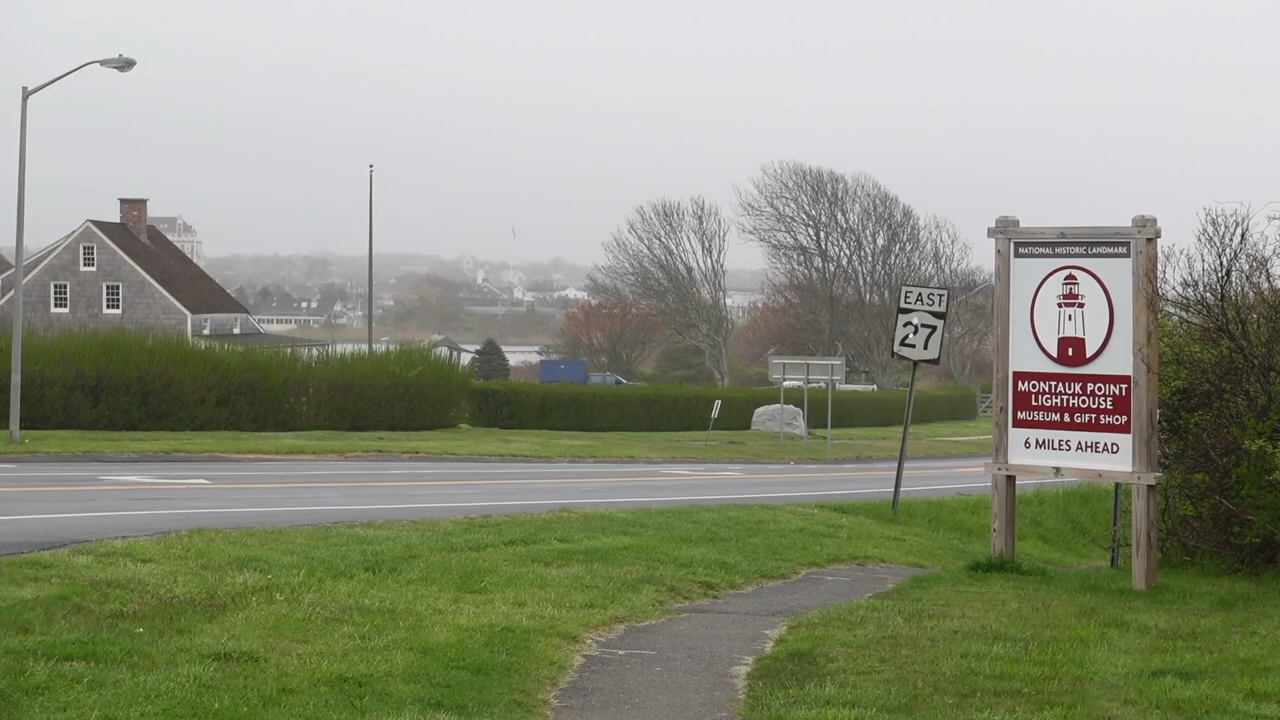 EAST
27
NATIONAL HISTORIC LANDMARK
MONTAUK POINT
LIGHTHOUSE
MUSEUM & GIFT SHOP
6 MILES AHEAD